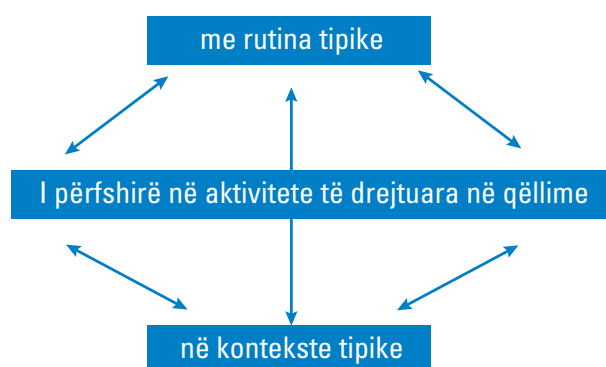 me rutina tipike
I përfshirë në aktivitete të drejtuara në qëllime
në kontekste tipike